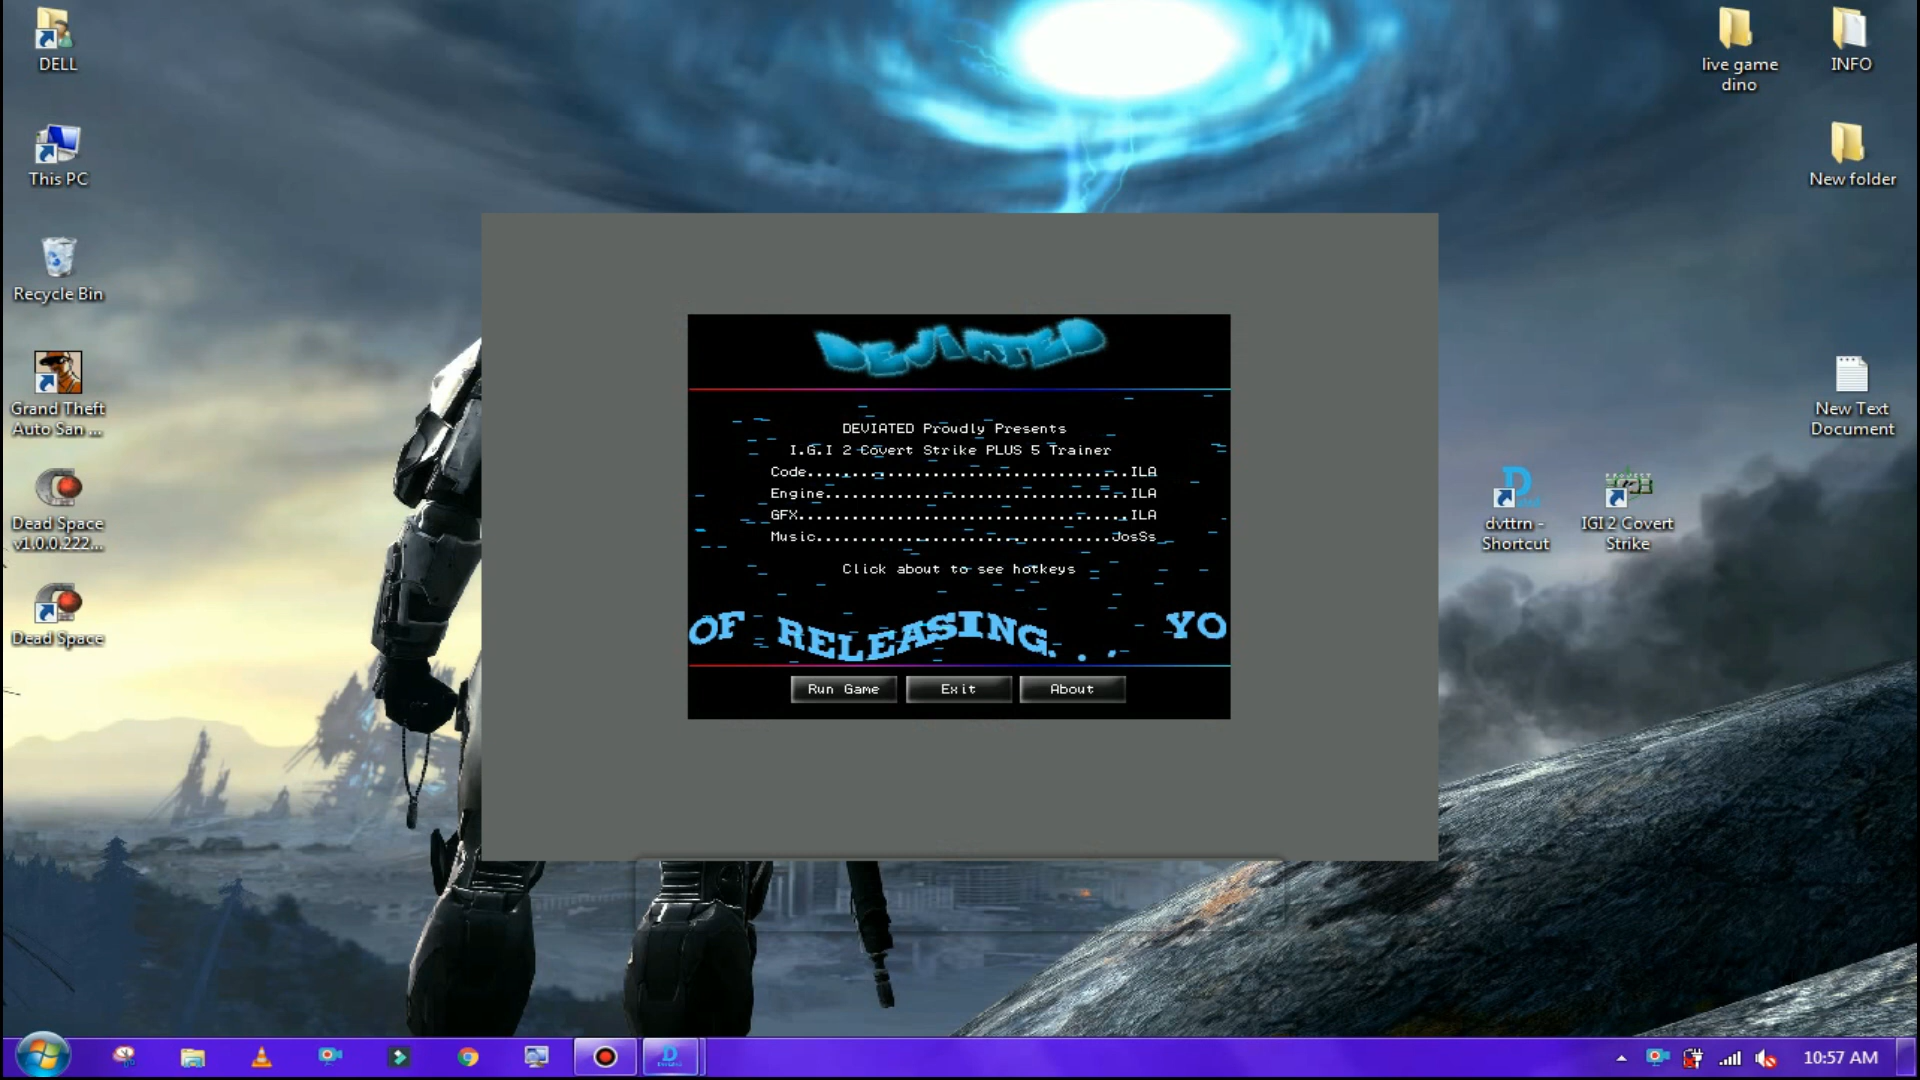 DELL
This PC
Recycle Bin
Grand Theft
Auto San ...
Dead Space
v1.0.0.222...
Dead Space
live game
dino
INFO
New folder
New Text
Document
dvttrn -
Shortcut
IGI 2 Covert
Strike
DEViATED
DEVIATED Proudly Presents
I.G.I 2 Covert Strike PLUS 5 Trainer
Code....................................ILA
Engine..................................ILA
GFX.....................................ILA
Music.................................JosSs
Click about to see hotkeys
OF RELEASING... YO
Run Game
Exit
About
10:57 AM